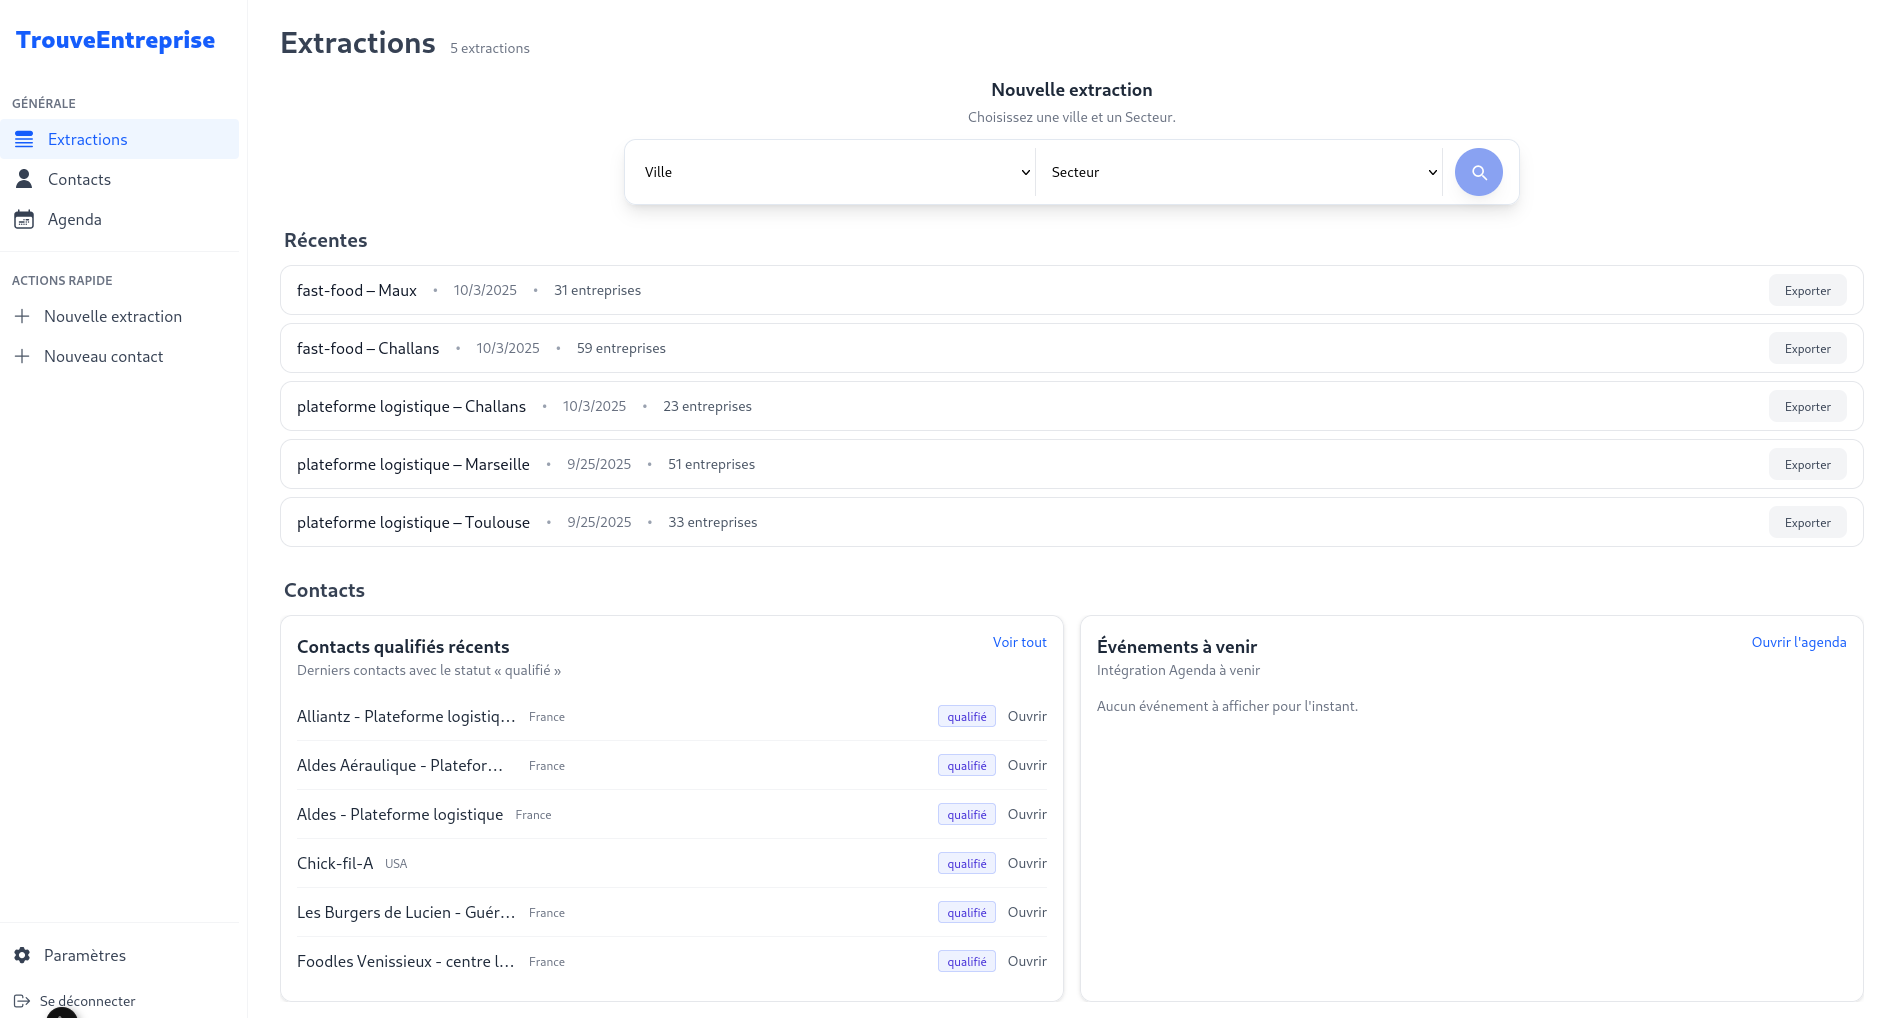 TrouveEntreprise
GÉNÉRALE
Extractions
Contacts
Agenda
ACTIONS RAPIDE
Nouvelle extraction
Nouveau contact
Paramètres
Se déconnecter
Extractions 5 extractions
Nouvelle extraction
Choisissez une ville et un Secteur.
Ville Secteur
Récentes
fast-food – Maux • 10/3/2025 • 31 entreprises Exporter
fast-food – Challans • 10/3/2025 • 59 entreprises Exporter
plateforme logistique – Challans • 10/3/2025 • 23 entreprises Exporter
plateforme logistique – Marseille • 9/25/2025 • 51 entreprises Exporter
plateforme logistique – Toulouse • 9/25/2025 • 33 entreprises Exporter
Contacts
Contacts qualifiés récents Voir tout
Derniers contacts avec le statut « qualifié »
Alliantz - Plateforme logistiq... France qualifié Ouvrir
Aldes Aéraulique - Platefor... France qualifié Ouvrir
Aldes - Plateforme logistique France qualifié Ouvrir
Chick-fil-A USA qualifié Ouvrir
Les Burgers de Lucien - Guér... France qualifié Ouvrir
Foodles Venissieux - centre l... France qualifié Ouvrir
Événements à venir Ouvrir l'agenda
Intégration Agenda à venir
Aucun événement à afficher pour l'instant.